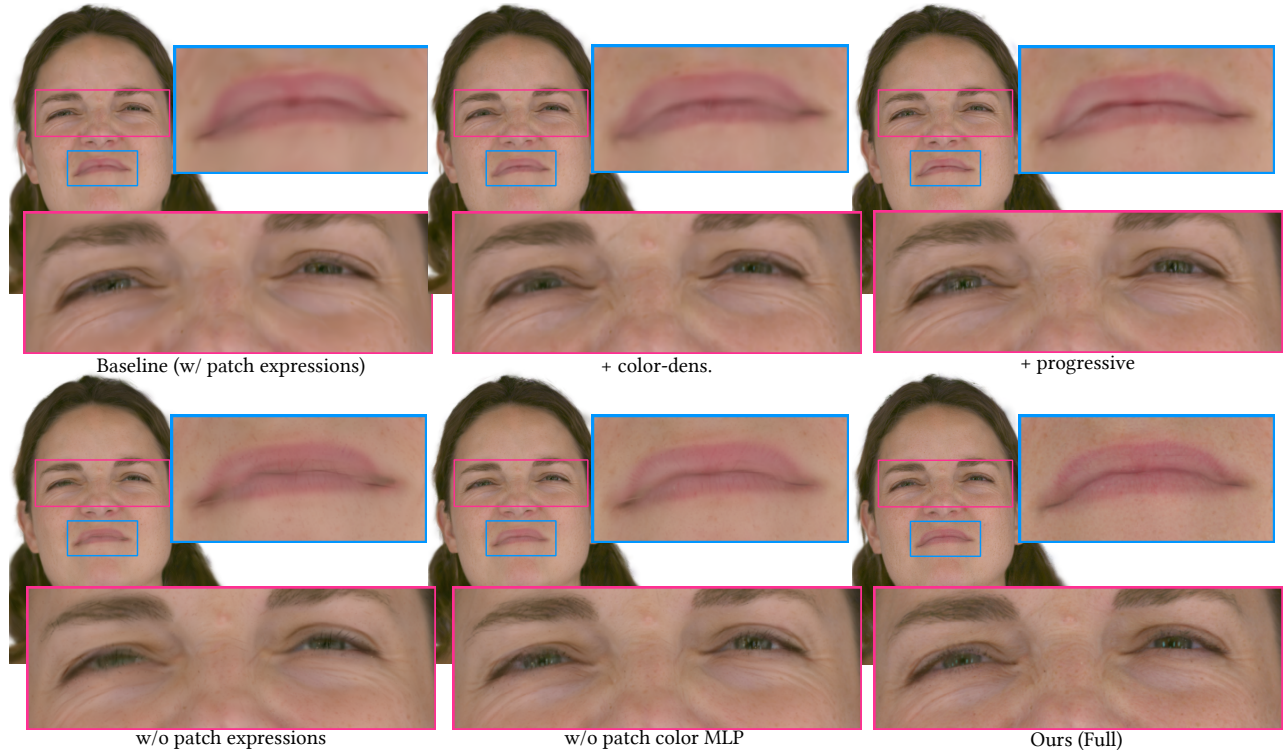 Baseline (w/ patch expressions)
+ color-dens.
+ progressive
w/o patch expressions
w/o patch color MLP
Ours (Full)